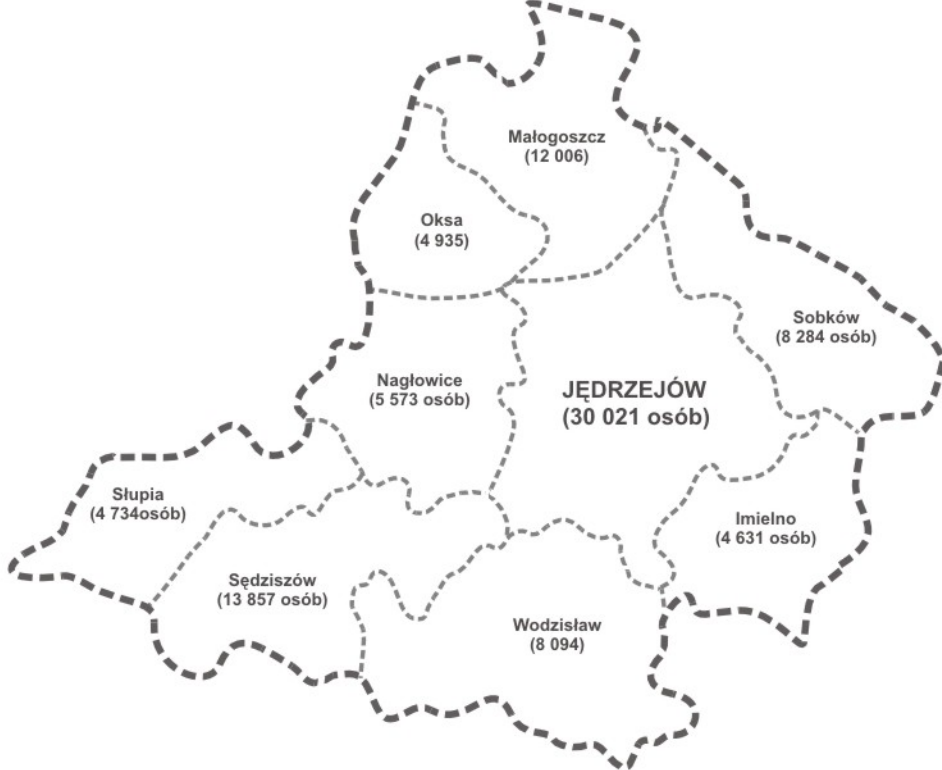 Małogoszcz
(12 006)
Oksa
(4 935)
Sobków
(8 284 osób)
Nagłowice
(5 573 osób)
JĘDRZEJÓW
(30 021 osób)
Słupia
(4 734osób)
Imielno
(4 631 osób)
Sędziszów
(13 857 osób)
Wodzisław
(8 094)